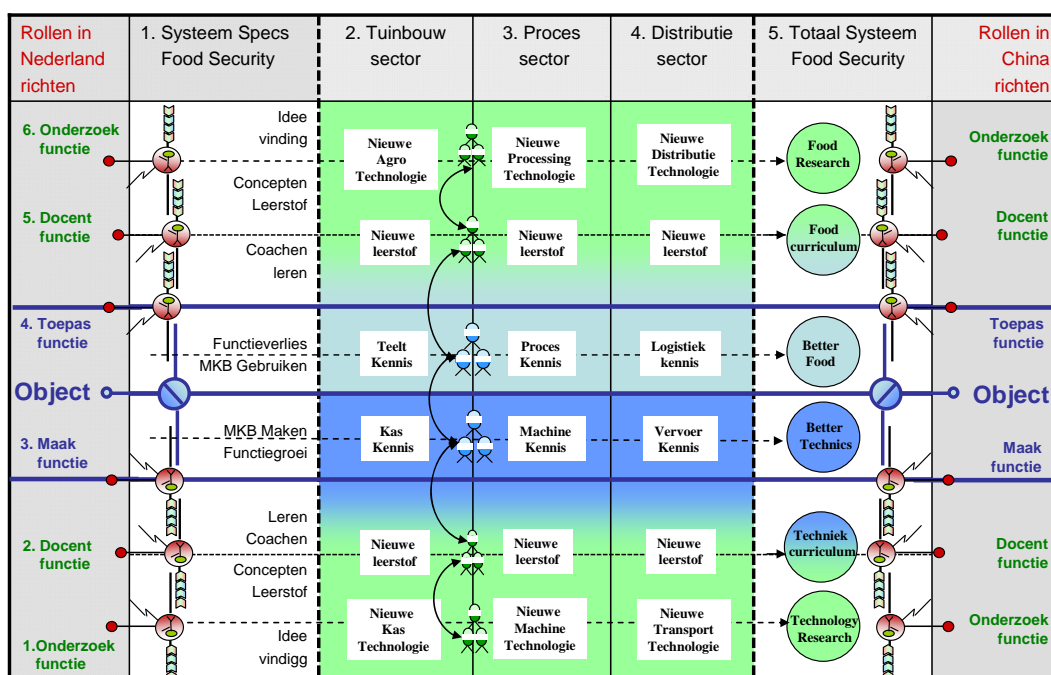 Rollen in
Nederland
richten
1. Systeem Specs
Food Security
2. Tuinbouw
sector
3. Proces
sector
4. Distributie
sector
5. Totaal Systeem
Food Security
Rollen in
China
richten
6. Onderzoek
functie
Idee
vinding
Nieuwe
Agro
Technologie
Nieuwe
Processing
Technologie
Nieuwe
Distributie
Technologie
Food
Research
Onderzoek
functie
Concepten
Leerstof
5. Docent
functie
Coachen
leren
Nieuwe
leerstof
Nieuwe
leerstof
Nieuwe
leerstof
Food
curriculum
Docent
functie
4. Toepas
functie
Functieverlies
MKB Gebruiken
Teelt
Kennis
Proces
Kennis
Logistiek
kennis
Better
Food
Toepas
functie
Object
Object
3. Maak
functie
MKB Maken
Functiegroei
Kas
Kennis
Machine
Kennis
Vervoer
Kennis
Better
Technics
Maak
functie
Leren
Coachen
2. Docent
functie
Concepten
Leerstof
Nieuwe
leerstof
Nieuwe
leerstof
Nieuwe
leerstof
Techniek
curriculum
Docent
functie
1.Onderzoek
functie
Idee
vindigg
Nieuwe
Kas
Technologie
Nieuwe
Machine
Technologie
Nieuwe
Transport
Technologie
Technology
Research
Onderzoek
functie